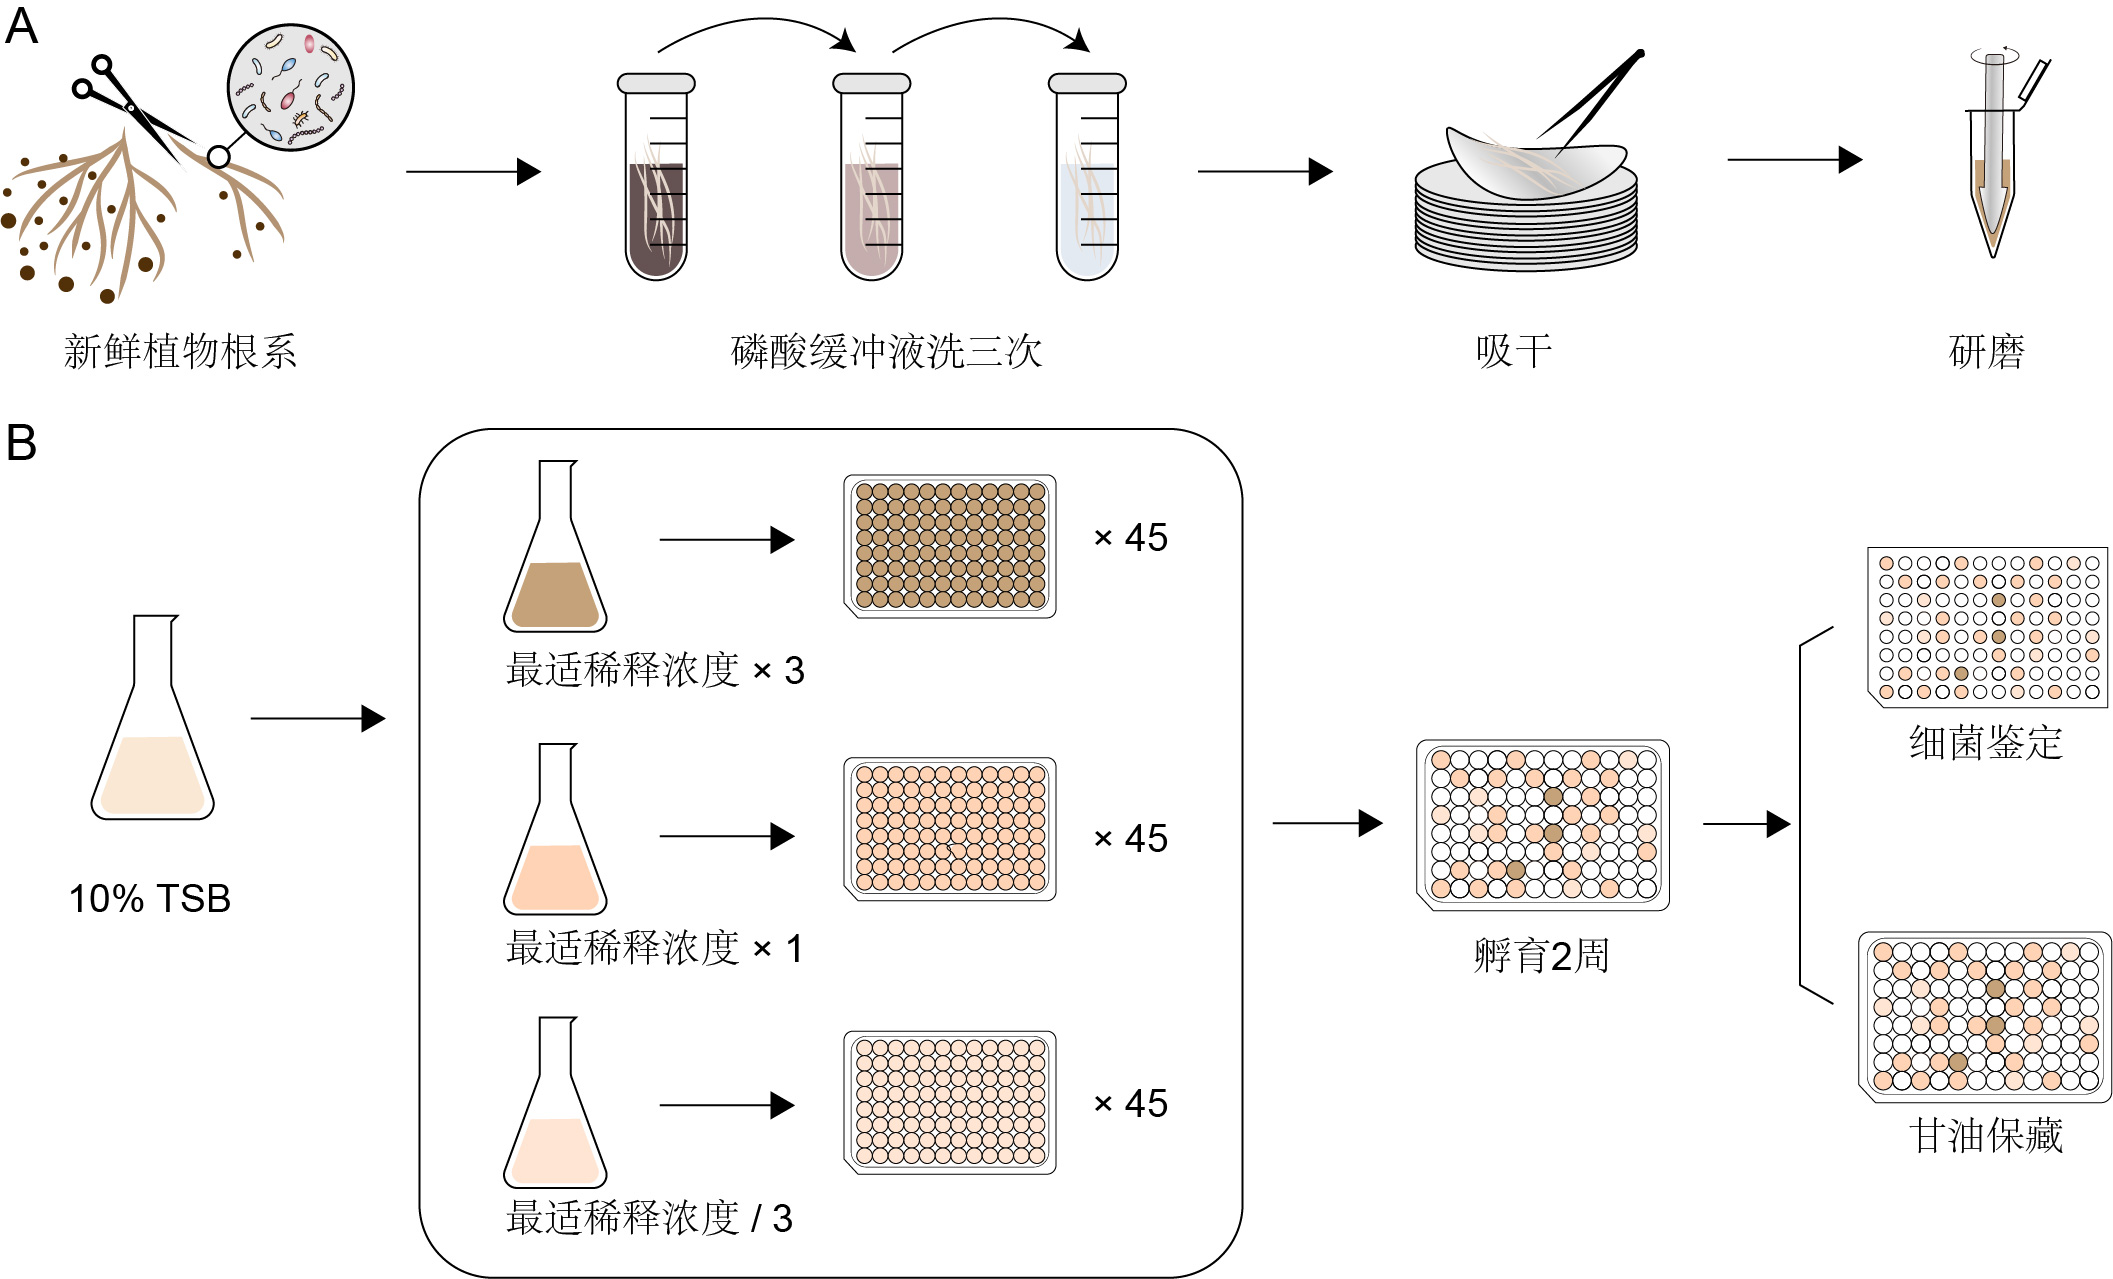 A
新鲜植物根系
磷酸缓冲液洗三次
吸干
研磨
B
10% TSB
× 45
最适稀释浓度 × 3
× 45
最适稀释浓度 × 1
× 45
最适稀释浓度 / 3
孵育2周
细菌鉴定
甘油保藏